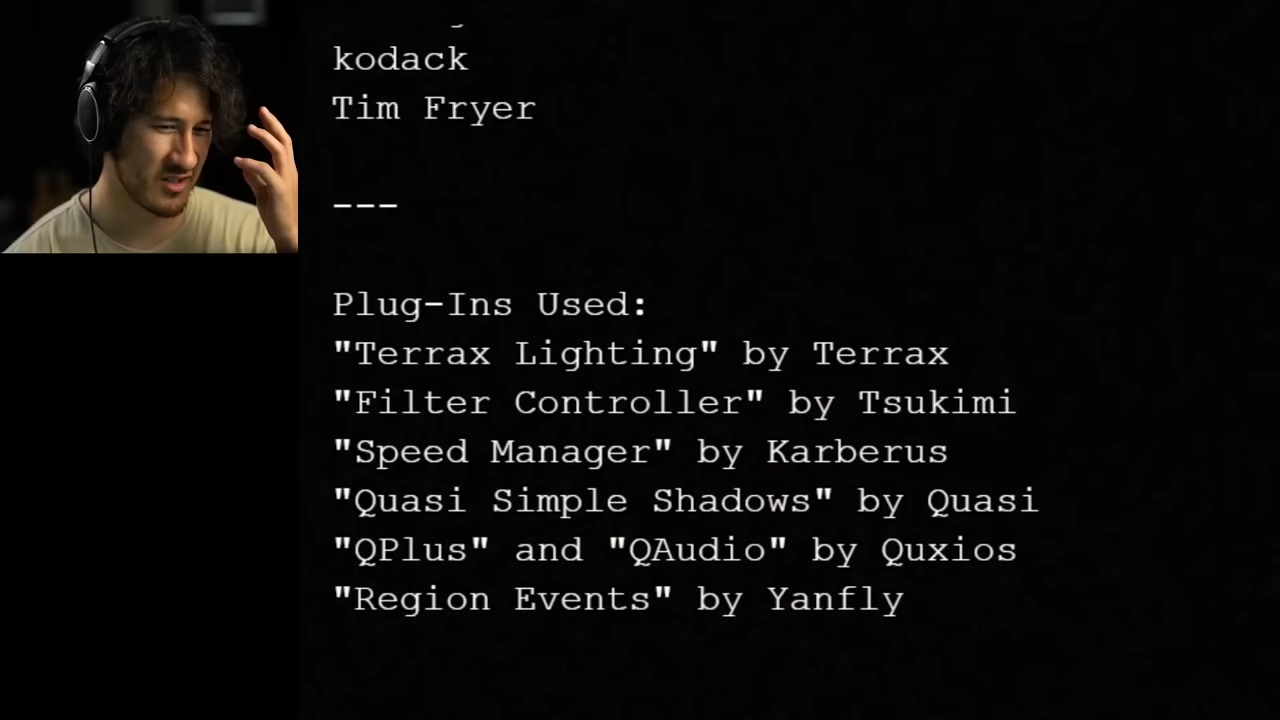 kodack
Tim Fryer
---
Plug-Ins Used:
"Terrax Lighting" by Terrax
"Filter Controller" by Tsukimi
"Speed Manager" by Karberus
"Quasi Simple Shadows" by Quasi
"QPlus" and "QAudio" by Quxios
"Region Events" by Yanfly